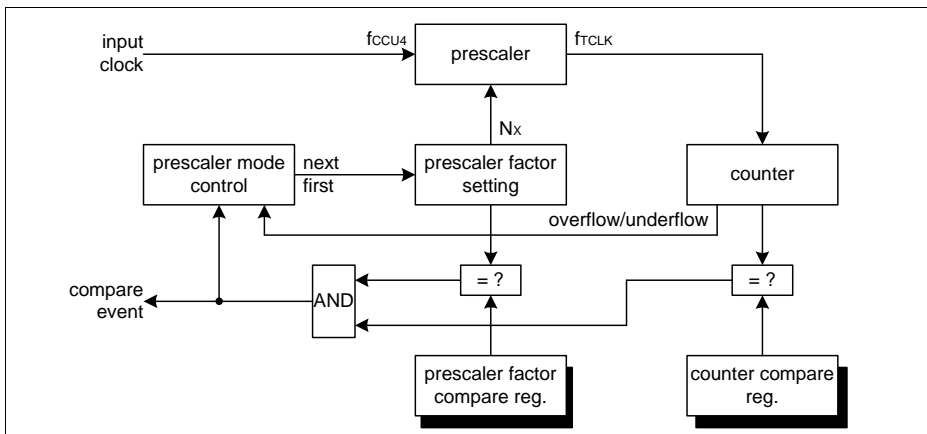 input
clock
fCCU4
prescaler
fTCLK
Nx
prescaler mode
control
next
first
prescaler factor
setting
counter
overflow/underflow
compare
event
AND
= ?
= ?
prescaler factor
compare reg.
counter compare
reg.